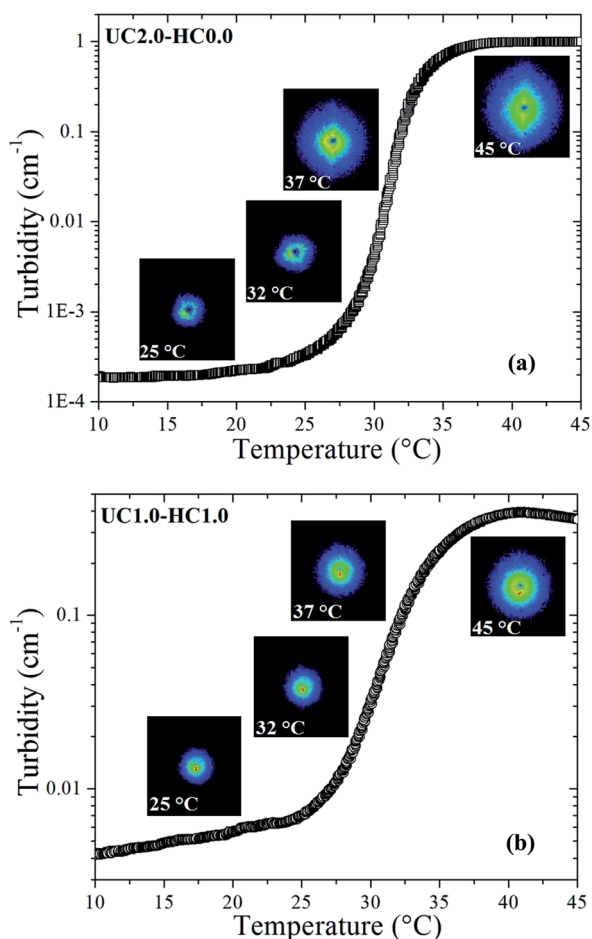 UC2.0-HC0.0
1
0.1
0.01
1E-3
1E-4
Turbidity (cm⁻¹)
45 °C
37 °C
32 °C
25 °C
(a)
10 15 20 25 30 35 40 45
Temperature (°C)
UC1.0-HC1.0
0.1
0.01
Turbidity (cm⁻¹)
37 °C
45 °C
32 °C
25 °C
(b)
10 15 20 25 30 35 40 45
Temperature (°C)